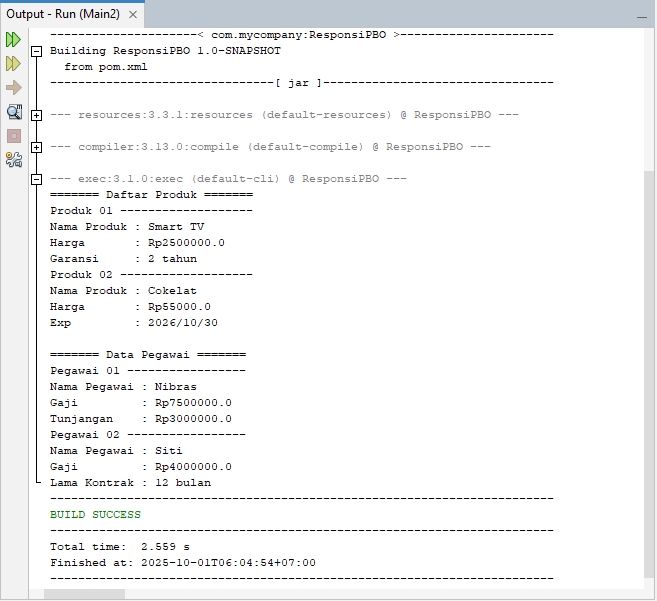 Output - Run (Main2) ×
---------------------< com.mycompany:ResponsiPBO >----------------------
Building ResponsiPBO 1.0-SNAPSHOT
  from pom.xml
--------------------------------[ jar ]---------------------------------
--- resources:3.3.1:resources (default-resources) @ ResponsiPBO ---
--- compiler:3.13.0:compile (default-compile) @ ResponsiPBO ---
--- exec:3.1.0:exec (default-cli) @ ResponsiPBO ---
======= Daftar Produk =======
Produk 01 -------------------
Nama Produk : Smart TV
Harga       : Rp2500000.0
Garansi     : 2 tahun
Produk 02 -------------------
Nama Produk : Cokelat
Harga       : Rp55000.0
Exp         : 2026/10/30
======= Data Pegawai =======
Pegawai 01 -----------------
Nama Pegawai : Nibras
Gaji         : Rp7500000.0
Tunjangan    : Rp3000000.0
Pegawai 02 -----------------
Nama Pegawai : Siti
Gaji         : Rp4000000.0
Lama Kontrak : 12 bulan
------------------------------------------------------------------------
BUILD SUCCESS
------------------------------------------------------------------------
Total time:  2.559 s
Finished at: 2025-10-01T06:04:54+07:00
------------------------------------------------------------------------